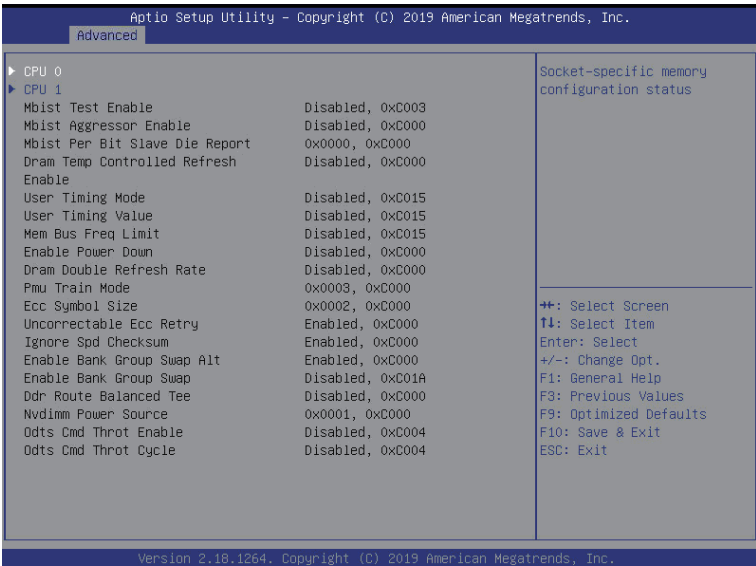 Aptio Setup Utility – Copyright (C) 2019 American Megatrends, Inc.
Advanced
CPU 0
CPU 1
Mbist Test Enable Disabled, 0xC003
Mbist Aggressor Enable Disabled, 0xC000
Mbist Per Bit Slave Die Report 0x0000, 0xC000
Dram Temp Controlled Refresh Enable Disabled, 0xC000
User Timing Mode Disabled, 0xC015
User Timing Value Disabled, 0xC015
Mem Bus Freq Limit Disabled, 0xC015
Enable Power Down Disabled, 0xC000
Dram Double Refresh Rate Disabled, 0xC000
Pmu Train Mode 0x0003, 0xC000
Ecc Symbol Size 0x0002, 0xC000
Uncorrectable Ecc Retry Enabled, 0xC000
Ignore Spd Checksum Enabled, 0xC000
Enable Bank Group Swap Alt Enabled, 0xC000
Enable Bank Group Swap Disabled, 0xC01A
Ddr Route Balanced Tee Disabled, 0xC000
Nvdimm Power Source 0x0001, 0xC000
Odts Cmd Throt Enable Disabled, 0xC004
Odts Cmd Throt Cycle Disabled, 0xC004
Socket-specific memory
configuration status
→←: Select Screen
↑↓: Select Item
Enter: Select
+/-: Change Opt.
F1: General Help
F3: Previous Values
F9: Optimized Defaults
F10: Save & Exit
ESC: Exit
Version 2.18.1264. Copyright (C) 2019 American Megatrends, Inc.